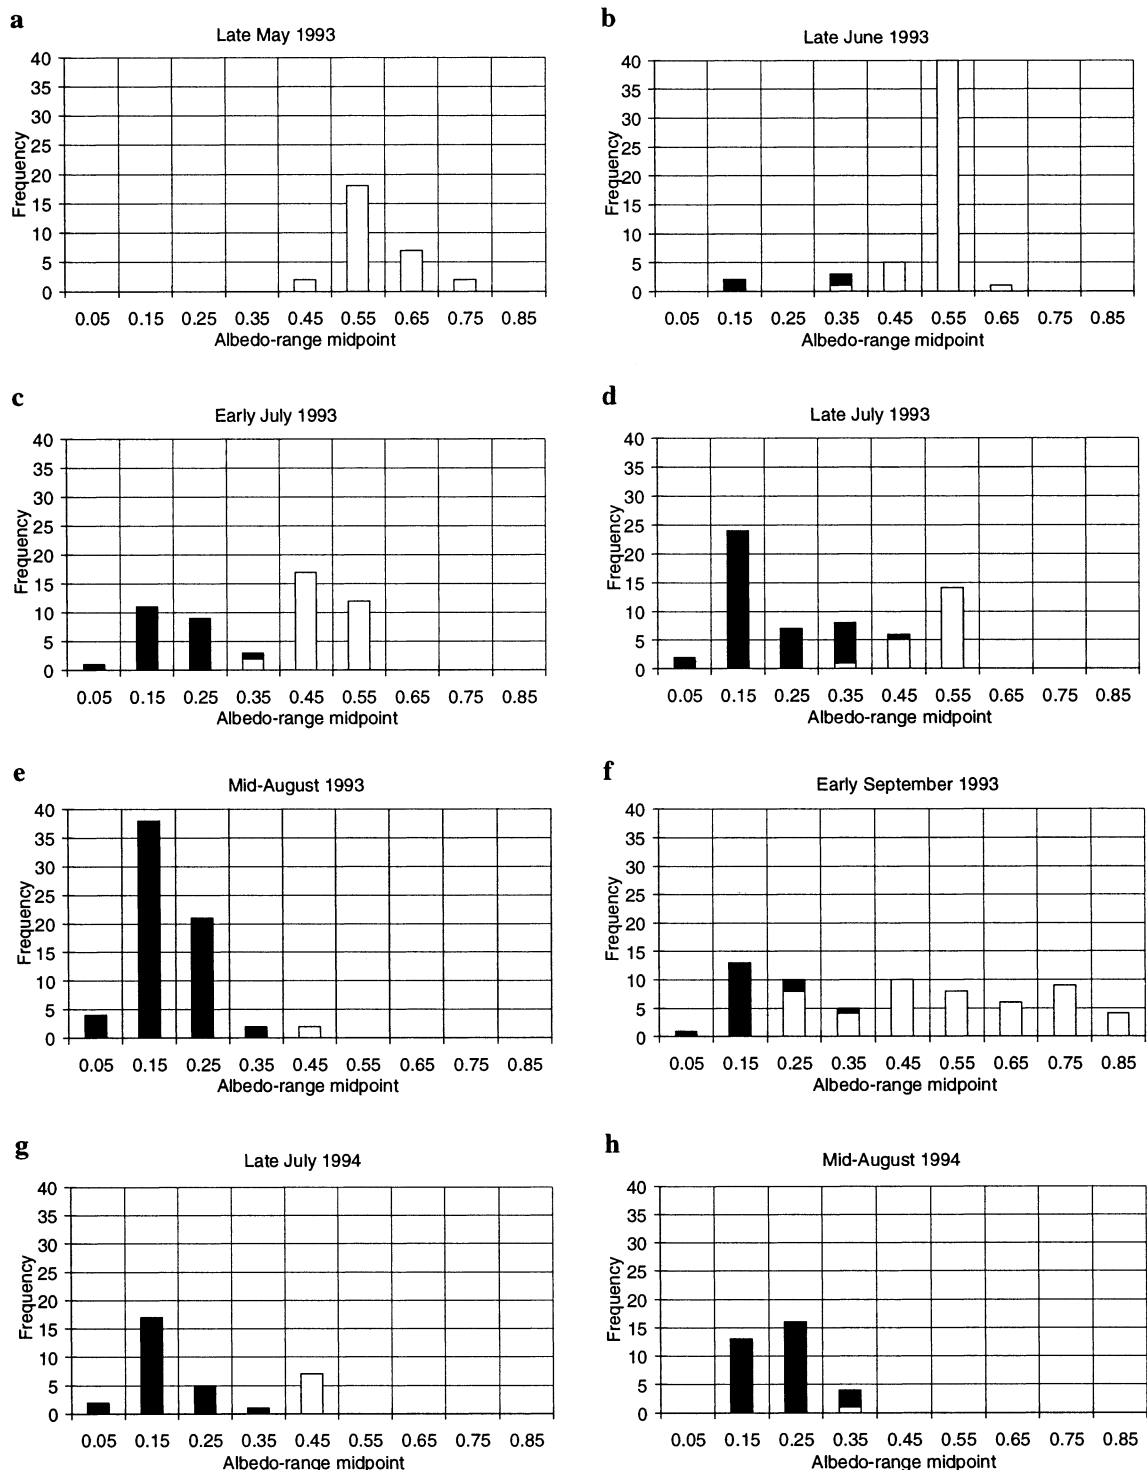 a
Late May 1993
40
35
30
25
20
15
10
5
0
Frequency
0.05 0.15 0.25 0.35 0.45 0.55 0.65 0.75 0.85
Albedo-range midpoint
b
Late June 1993
40
35
30
25
20
15
10
5
0
Frequency
0.05 0.15 0.25 0.35 0.45 0.55 0.65 0.75 0.85
Albedo-range midpoint
c
Early July 1993
40
35
30
25
20
15
10
5
0
Frequency
0.05 0.15 0.25 0.35 0.45 0.55 0.65 0.75 0.85
Albedo-range midpoint
d
Late July 1993
40
35
30
25
20
15
10
5
0
Frequency
0.05 0.15 0.25 0.35 0.45 0.55 0.65 0.75 0.85
Albedo-range midpoint
e
Mid-August 1993
40
35
30
25
20
15
10
5
0
Frequency
0.05 0.15 0.25 0.35 0.45 0.55 0.65 0.75 0.85
Albedo-range midpoint
f
Early September 1993
40
35
30
25
20
15
10
5
0
Frequency
0.05 0.15 0.25 0.35 0.45 0.55 0.65 0.75 0.85
Albedo-range midpoint
g
Late July 1994
40
35
30
25
20
15
10
5
0
Frequency
0.05 0.15 0.25 0.35 0.45 0.55 0.65 0.75 0.85
Albedo-range midpoint
h
Mid-August 1994
40
35
30
25
20
15
10
5
0
Frequency
0.05 0.15 0.25 0.35 0.45 0.55 0.65 0.75 0.85
Albedo-range midpoint